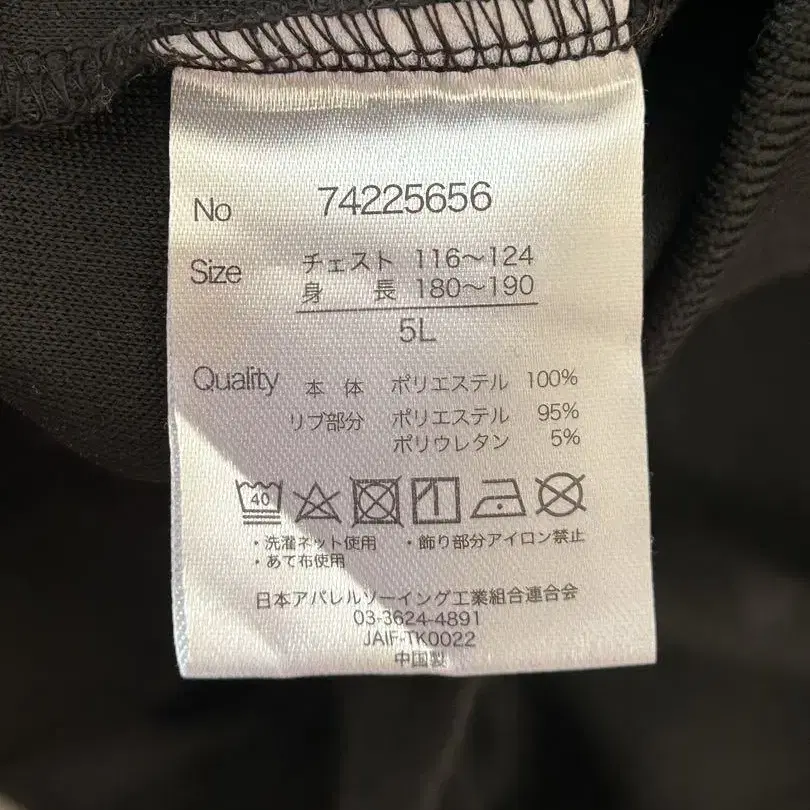 No 74225656
Size チェスト 116〜124
身長 180〜190
5L
Quality 本体 ポリエステル 100%
リブ部分 ポリエステル 95%
ポリウレタン 5%
40
・洗濯ネット使用 ・飾り部分アイロン禁止
・あて布使用
日本アパレルソーイング工業組合連合会
03-3624-4891
JAIF-TK0022
中国製